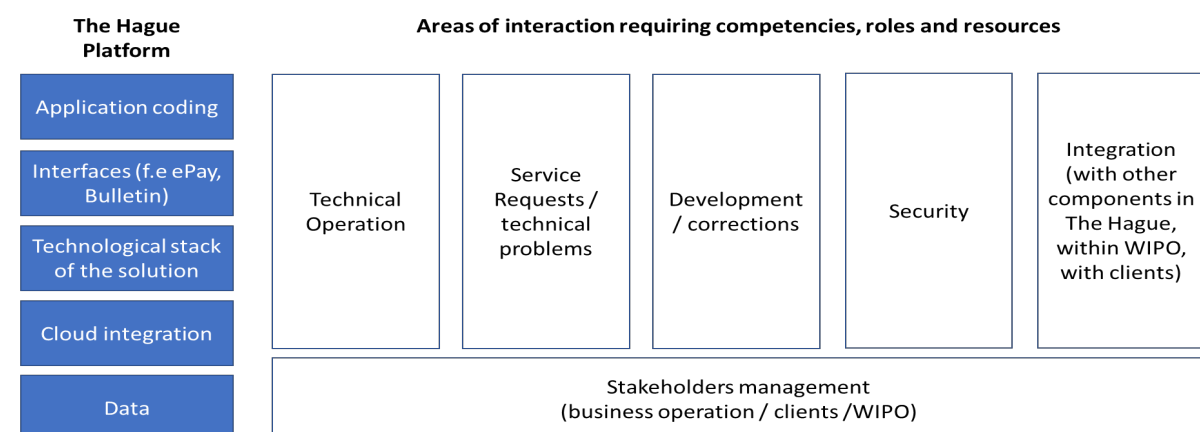 The Hague
Platform
Areas of interaction requiring competencies, roles and resources
Application coding
Interfaces (f.e ePay,
Bulletin)
Technological stack
of the solution
Cloud integration
Data
Technical
Operation
Service
Requests /
technical
problems
Development
/ corrections
Security
Integration
(with other
components in
The Hague,
within WIPO,
with clients)
Stakeholders management
(business operation / clients /WIPO)